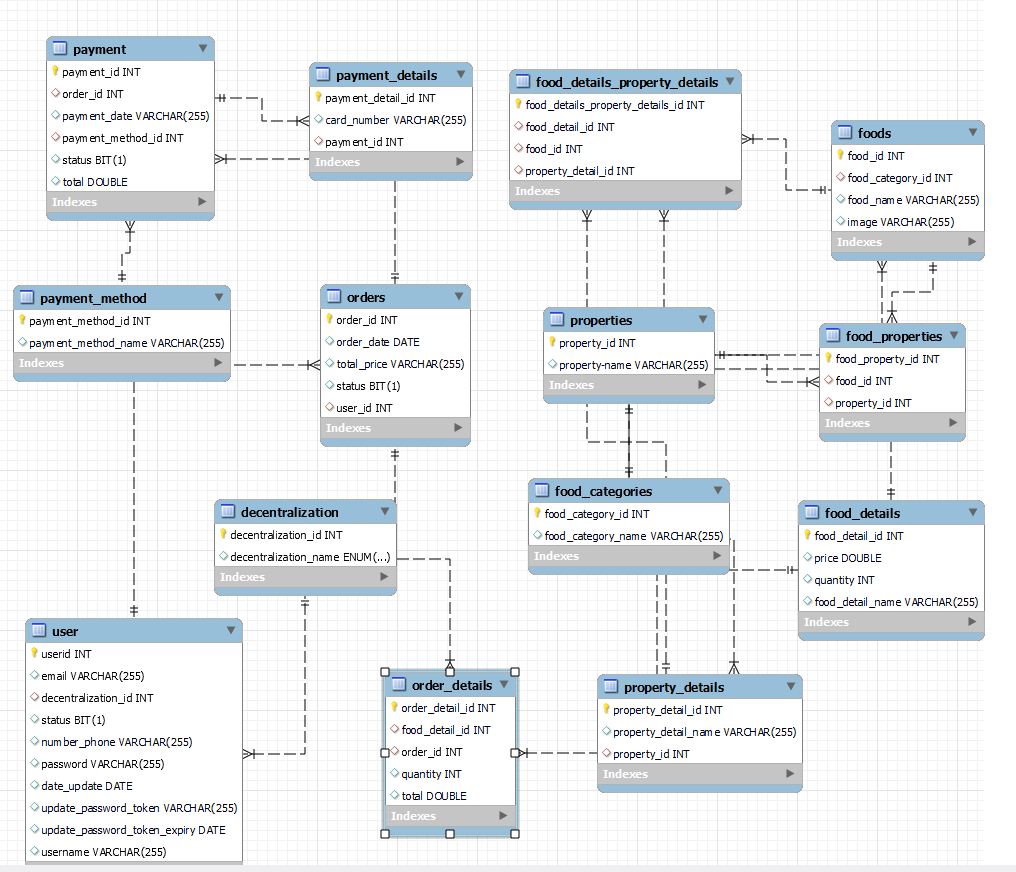 payment
payment_id INT
order_id INT
payment_date VARCHAR(255)
payment_method_id INT
status BIT(1)
total DOUBLE
Indexes
payment_details
payment_detail_id INT
card_number VARCHAR(255)
payment_id INT
Indexes
food_details_property_details
food_details_property_details_id INT
food_detail_id INT
food_id INT
property_detail_id INT
Indexes
foods
food_id INT
food_category_id INT
food_name VARCHAR(255)
image VARCHAR(255)
Indexes
payment_method
payment_method_id INT
payment_method_name VARCHAR(255)
Indexes
orders
order_id INT
order_date DATE
total_price VARCHAR(255)
status BIT(1)
user_id INT
Indexes
properties
property_id INT
property-name VARCHAR(255)
Indexes
food_properties
food_property_id INT
food_id INT
property_id INT
Indexes
decentralization
decentralization_id INT
decentralization_name ENUM(...)
Indexes
food_categories
food_category_id INT
food_category_name VARCHAR(255)
Indexes
food_details
food_detail_id INT
price DOUBLE
quantity INT
food_detail_name VARCHAR(255)
Indexes
user
userid INT
email VARCHAR(255)
decentralization_id INT
status BIT(1)
number_phone VARCHAR(255)
password VARCHAR(255)
date_update DATE
update_password_token VARCHAR(255)
update_password_token_expiry DATE
username VARCHAR(255)
order_details
order_detail_id INT
food_detail_id INT
order_id INT
quantity INT
total DOUBLE
Indexes
property_details
property_detail_id INT
property_detail_name VARCHAR(255)
property_id INT
Indexes